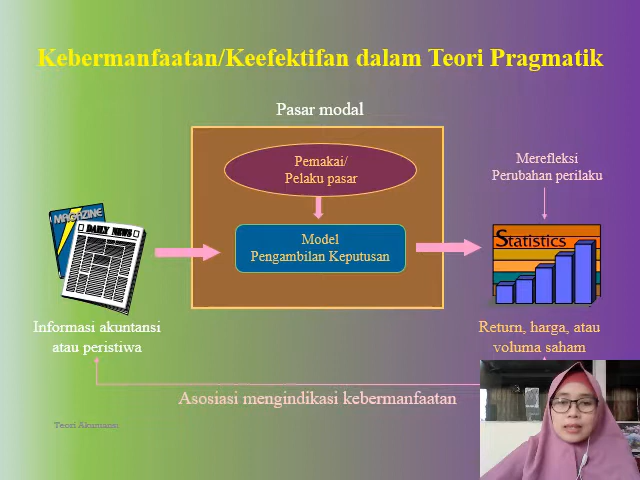 Kebermanfaatan/Keefektifan dalam Teori Pragmatik
Pasar modal
Pemakai/
Pelaku pasar
Merefleksi
Perubahan perilaku
MAGAZINE
DAILY NEWS
Statistics
Model
Pengambilan Keputusan
Informasi akuntansi
atau peristiwa
Return, harga, atau
voluma saham
Asosiasi mengindikasi kebermanfaatan
Teori Akuntansi